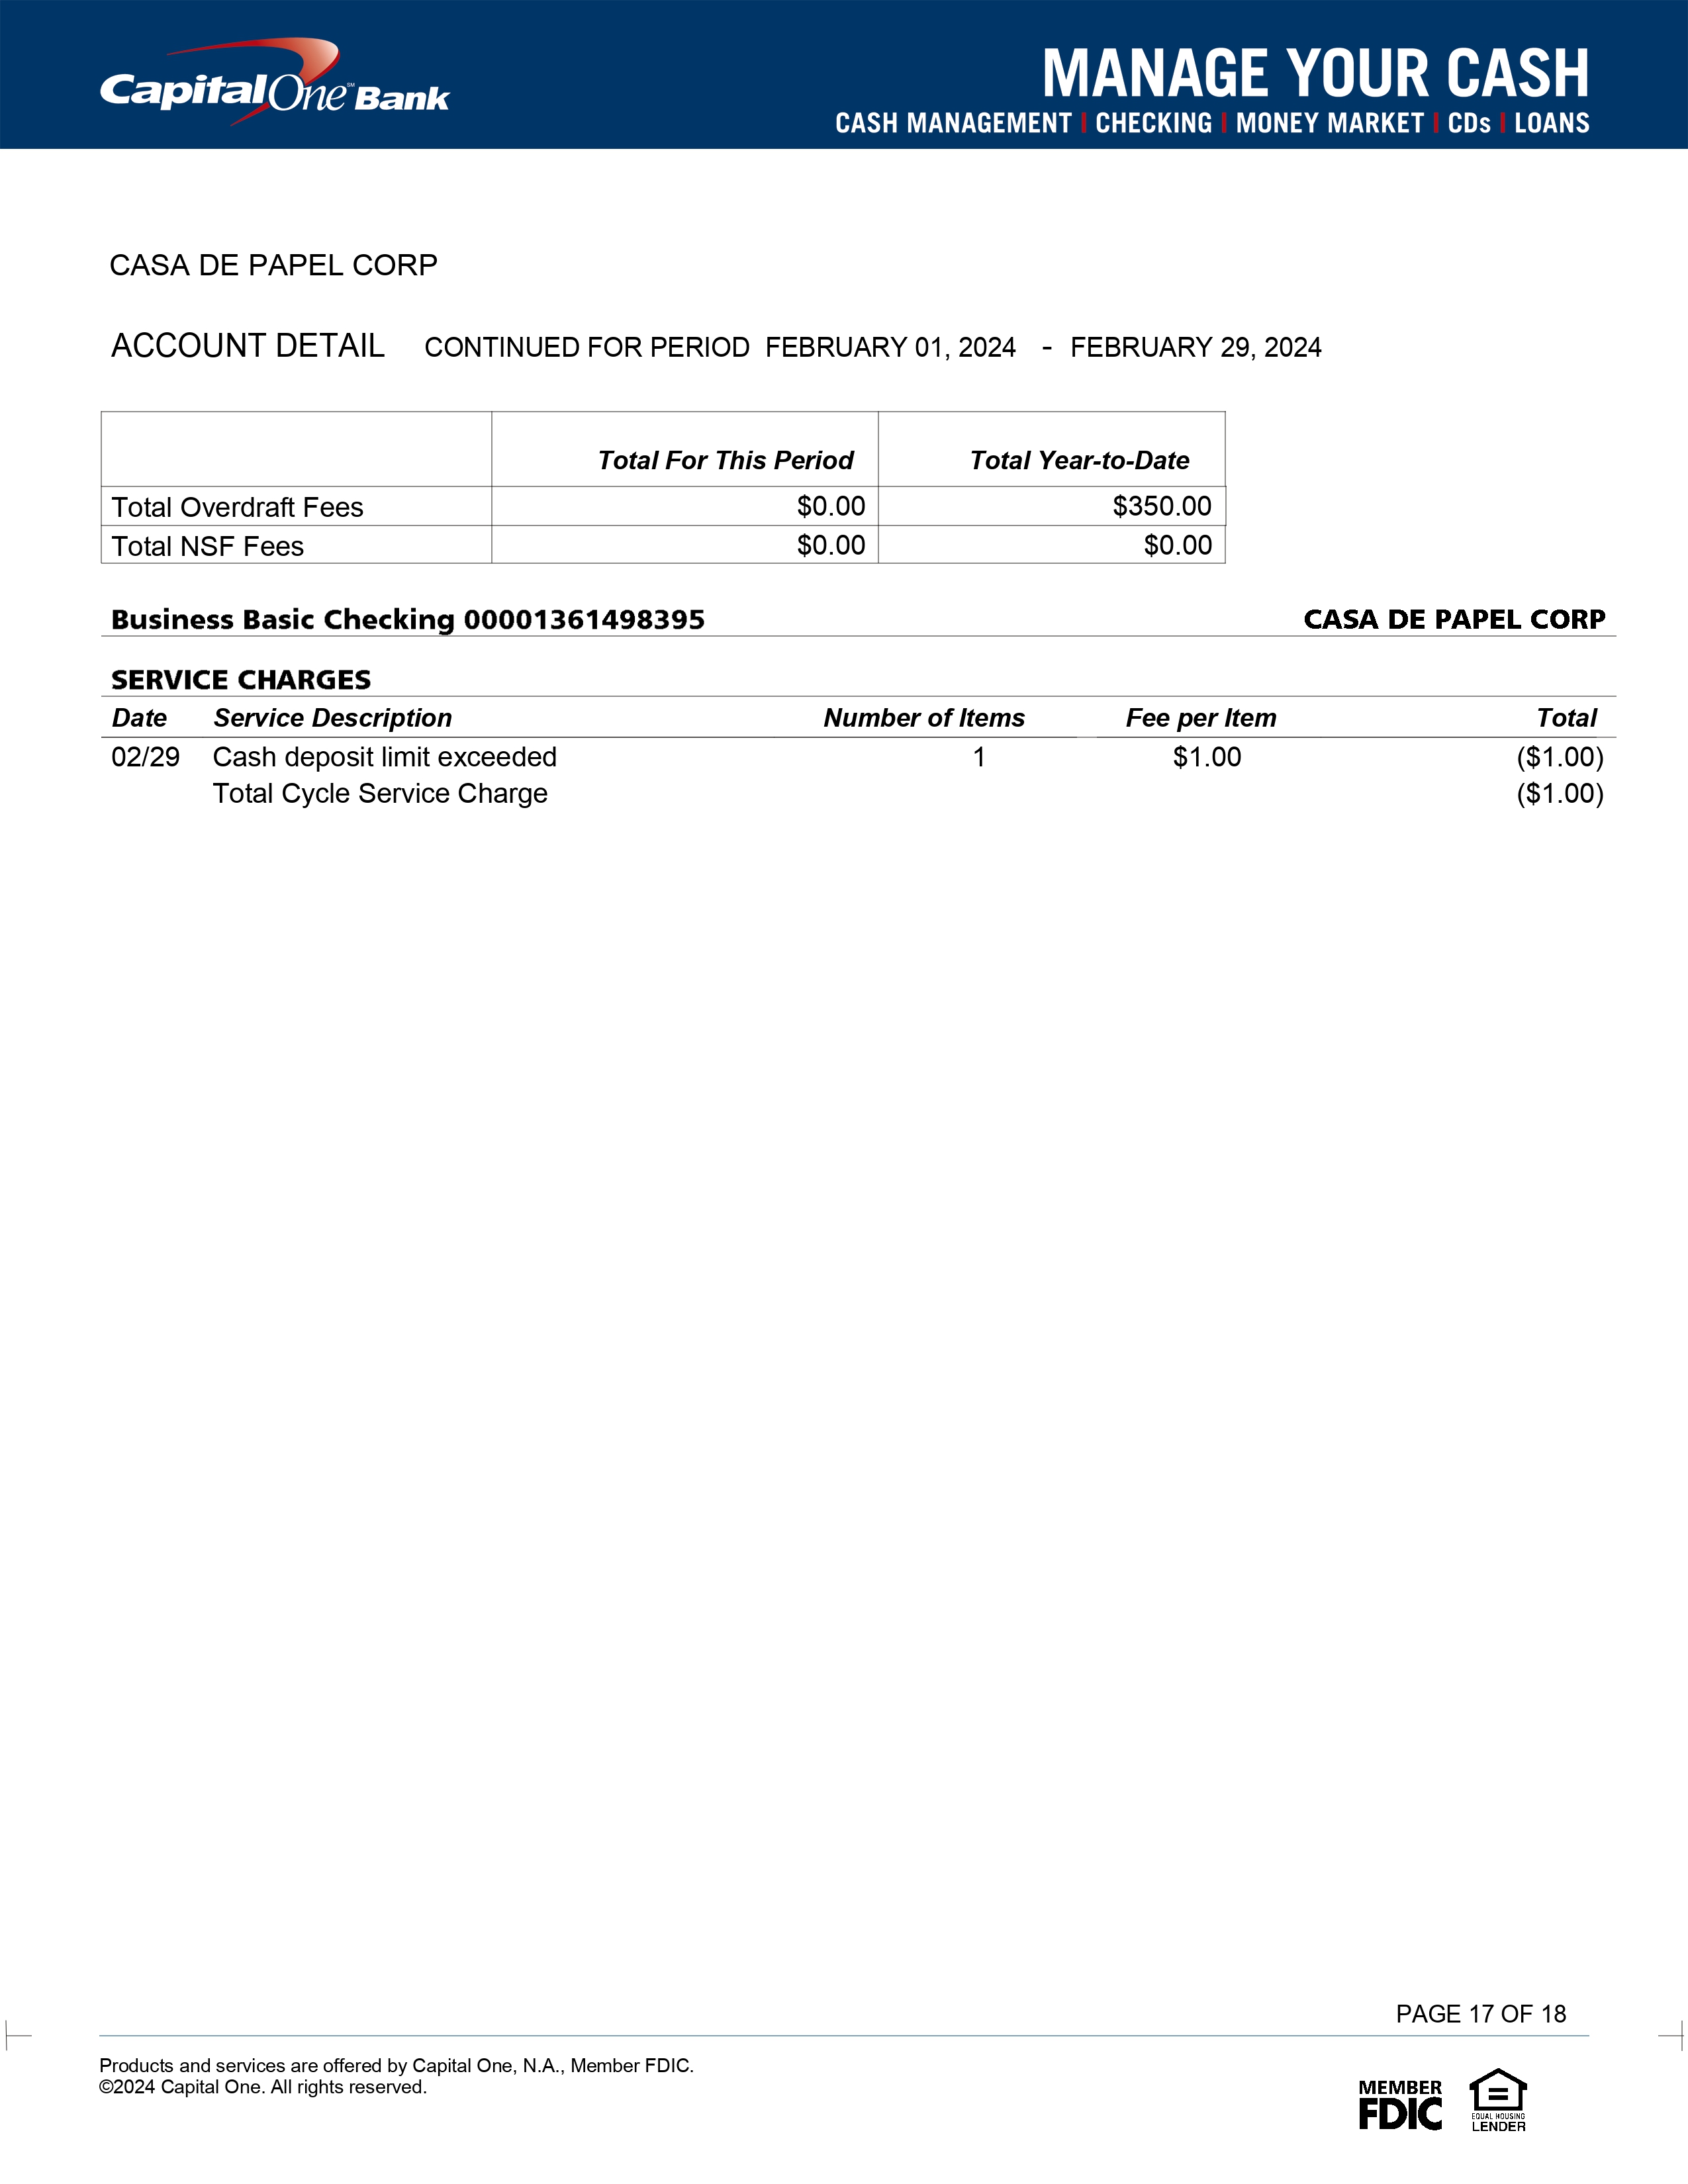 CapitalOne℠ Bank
MANAGE YOUR CASH
CASH MANAGEMENT | CHECKING | MONEY MARKET | CDs | LOANS
CASA DE PAPEL CORP
ACCOUNT DETAIL CONTINUED FOR PERIOD FEBRUARY 01, 2024 - FEBRUARY 29, 2024
Total For This Period Total Year-to-Date
Total Overdraft Fees $0.00 $350.00
Total NSF Fees $0.00 $0.00
Business Basic Checking 00001361498395 CASA DE PAPEL CORP
SERVICE CHARGES
Date Service Description Number of Items Fee per Item Total
02/29 Cash deposit limit exceeded 1 $1.00 ($1.00)
Total Cycle Service Charge ($1.00)
PAGE 17 OF 18
Products and services are offered by Capital One, N.A., Member FDIC.
©2024 Capital One. All rights reserved.
MEMBER
FDIC
EQUAL HOUSING
LENDER